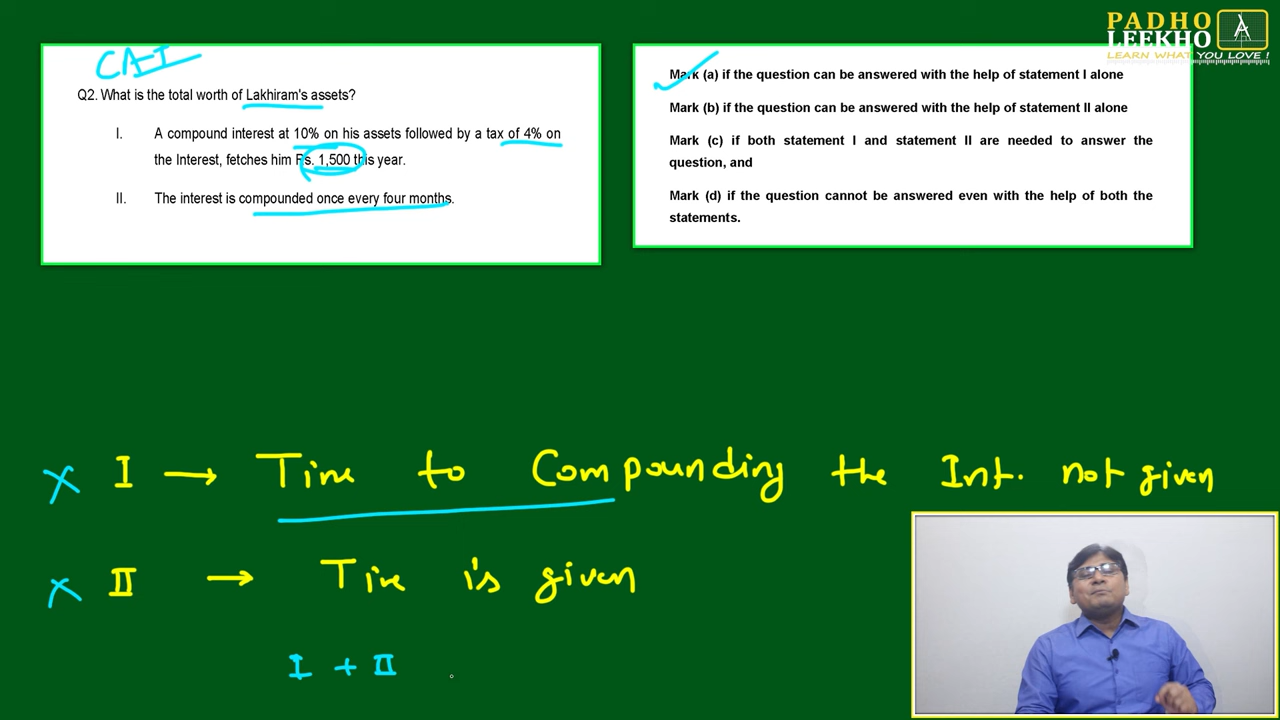 PADHO
LEEKHO
LEARN WHAT YOU LOVE !
CA-I
Q2. What is the total worth of Lakhiram's assets?
I. A compound interest at 10% on his assets followed by a tax of 4% on
the Interest, fetches him Rs. 1,500 this year.
II. The interest is compounded once every four months.
Mark (a) if the question can be answered with the help of statement I alone
Mark (b) if the question can be answered with the help of statement II alone
Mark (c) if both statement I and statement II are needed to answer the
question, and
Mark (d) if the question cannot be answered even with the help of both the
statements.
× I → Time to Compounding the Int. not given
× II → Time is given
I + II